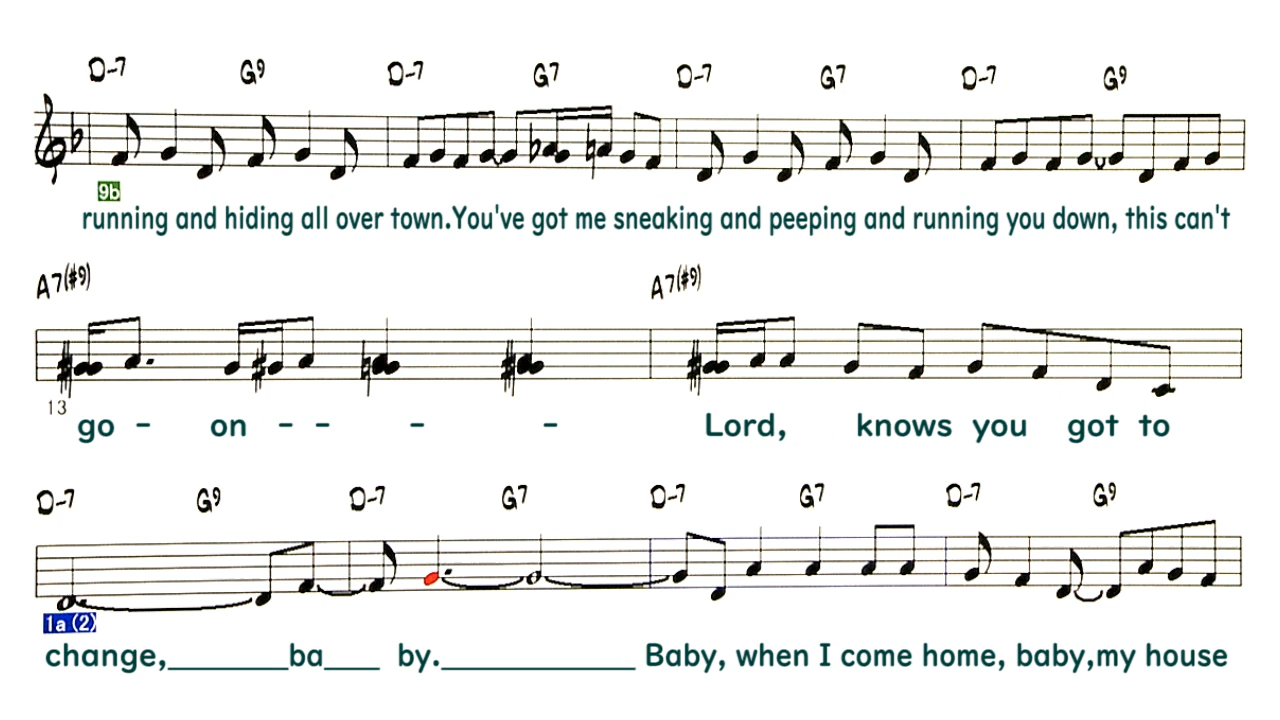 D-7 G9 D-7 G7 D-7 G7 D-7 G9
9b
running and hiding all over town.You've got me sneaking and peeping and running you down, this can't
A7(#9) A7(#9)
13
go - on - - - - Lord, knows you got to
D-7 G9 D-7 G7 D-7 G7 D-7 G9
1a (2)
change,_______ba___ by.___________ Baby, when I come home, baby,my house